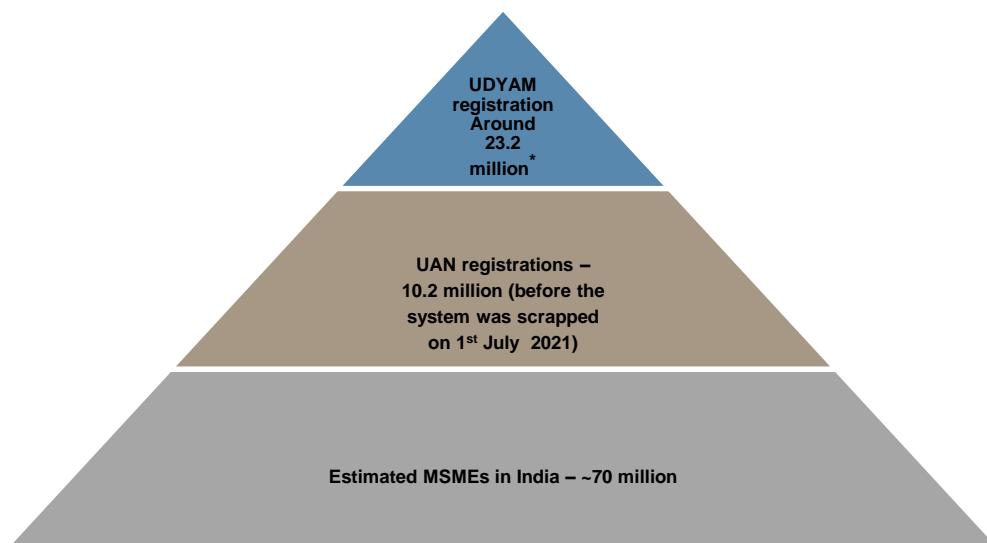 UDYAM
registration
Around
23.2
million*
UAN registrations –
10.2 million (before the
system was scrapped
on 1st July 2021)
Estimated MSMEs in India – ~70 million